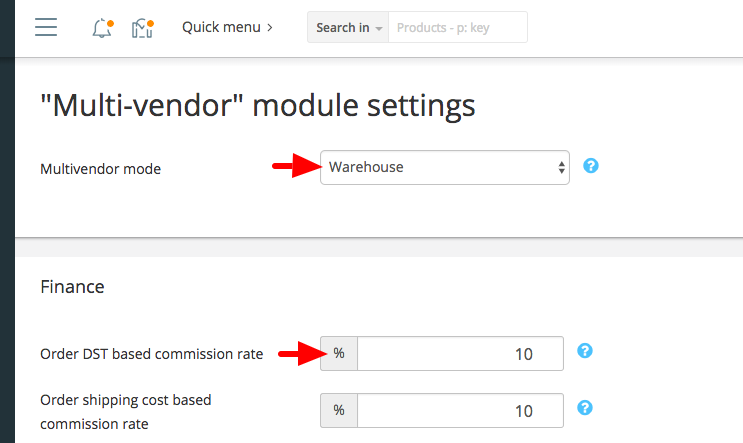 Quick menu >
Search in
Products - p: key
"Multi-vendor" module settings
Multivendor mode
Warehouse
?
Finance
Order DST based commission rate
%
10
?
Order shipping cost based
commission rate
%
10
?